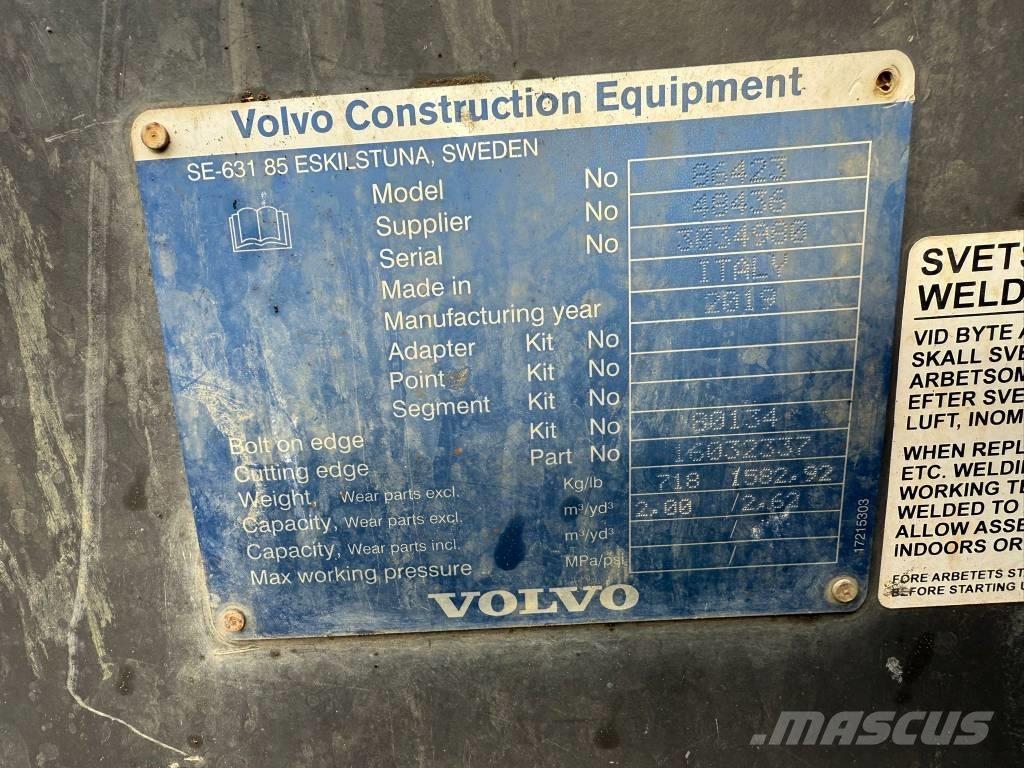 Volvo Construction Equipment
SE-631 85 ESKILSTUNA, SWEDEN
Model No 86423
Supplier No 48436
Serial No 3034980
Made in ITALY
Manufacturing year 2019
Adapter Kit No
Point Kit No
Segment Kit No
Bolt on edge Kit No 80134
Cutting edge Part No 16032337
Weight, Wear parts excl. Kg/lb 718 1582.92
Capacity, Wear parts excl. m³/yd³ 2.00 /2,62
Capacity, Wear parts incl. m³/yd³ /
Max working pressure MPa/psi /
VOLVO
17215303
SVETS
WELD
VID BYTE A
SKALL SVE
ARBETSOM
EFTER SVE
LUFT, INOM
WHEN REPL
ETC. WELDIN
WORKING TE
WELDED TO
ALLOW ASSE
INDOORS OR
FÖRE ARBETETS ST
BEFORE STARTING U
MASCUS